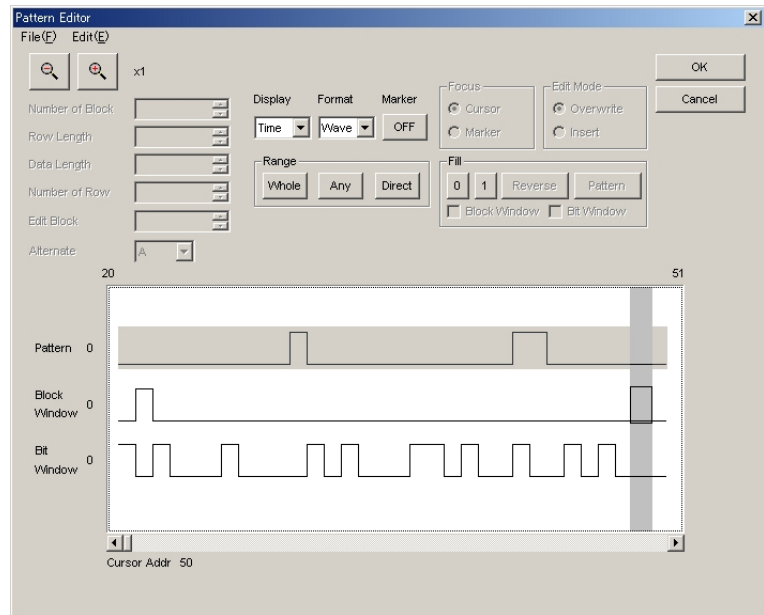 Pattern Editor
File(F) Edit(E)
x1
OK
Cancel
Number of Block
Row Length
Data Length
Number of Row
Edit Block
Alternate A
Display Format Marker
Time Wave OFF
Range
Whole Any Direct
Focus
Cursor
Marker
Edit Mode
Overwrite
Insert
Fill
0 1 Reverse Pattern
Block Window Bit Window
20 51
Pattern 0
Block
Window 0
Bit
Window 0
Cursor Addr 50